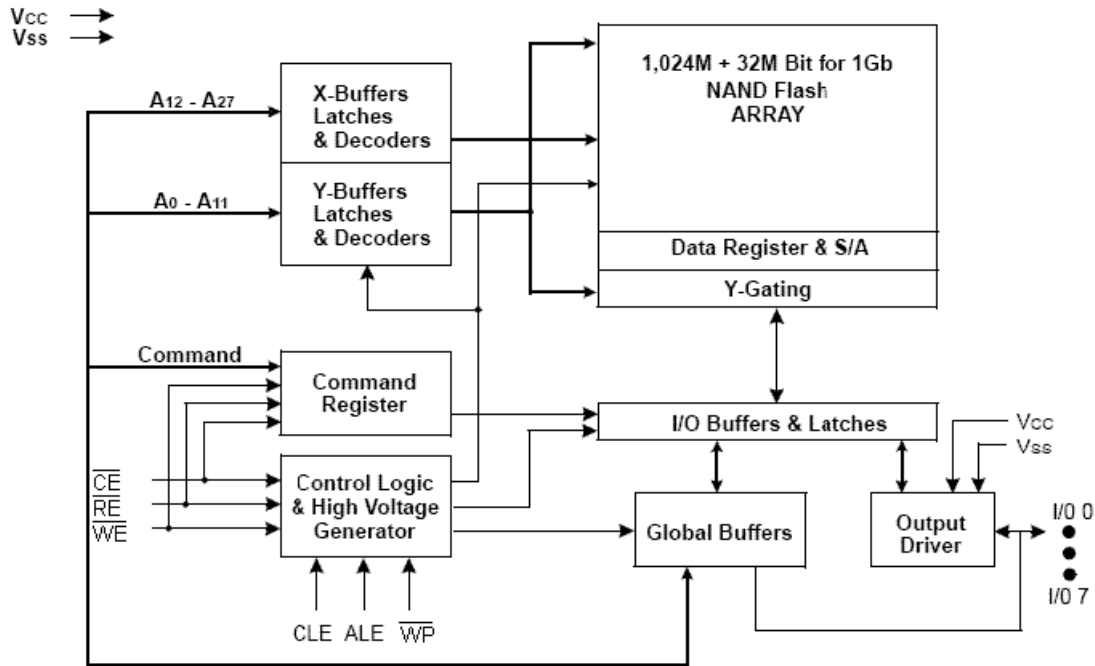 Vcc
Vss
A12 - A27
X-Buffers
Latches
& Decoders
A0 - A11
Y-Buffers
Latches
& Decoders
1,024M + 32M Bit for 1Gb
NAND Flash
ARRAY
Data Register & S/A
Y-Gating
Command
Command
Register
I/O Buffers & Latches
VCC
VSS
CE
RE
WE
Control Logic
& High Voltage
Generator
Global Buffers
Output
Driver
I/0 0
I/0 7
CLE ALE WP